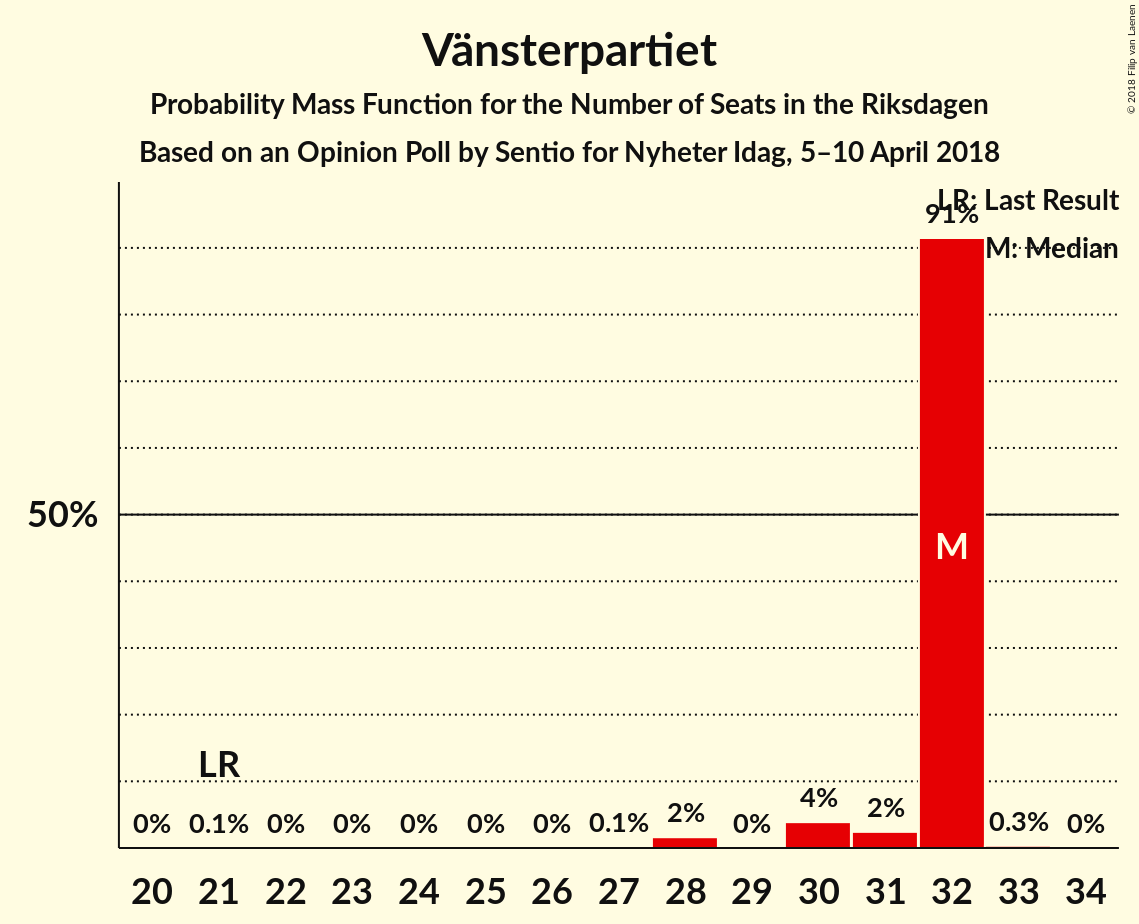 Vänsterpartiet
Probability Mass Function for the Number of Seats in the Riksdagen
Based on an Opinion Poll by Sentio for Nyheter Idag, 5–10 April 2018
© 2018 Filip van Laenen
LR: Last Result
M: Median
91%
50%
M
LR
0% 0.1% 0% 0% 0% 0% 0% 0.1% 2% 0% 4% 2% 0.3% 0%
20 21 22 23 24 25 26 27 28 29 30 31 32 33 34